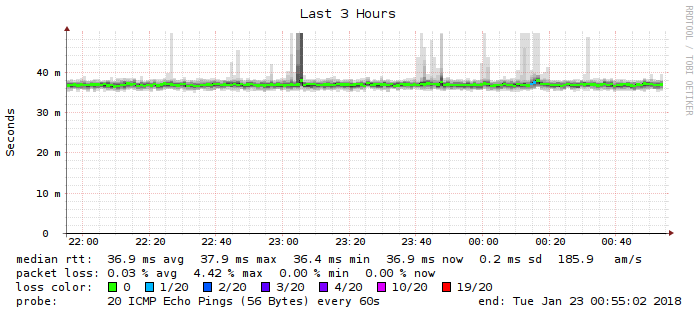 Last 3 Hours
RRDTOOL / TOBI OETIKER
Seconds
40 m
30 m
20 m
10 m
0
22:00 22:20 22:40 23:00 23:20 23:40 00:00 00:20 00:40
median rtt: 36.9 ms avg 37.9 ms max 36.4 ms min 36.9 ms now 0.2 ms sd 185.9 am/s
packet loss: 0.03 % avg 4.42 % max 0.00 % min 0.00 % now
loss color: 0 1/20 2/20 3/20 4/20 10/20 19/20
probe: 20 ICMP Echo Pings (56 Bytes) every 60s end: Tue Jan 23 00:55:02 2018